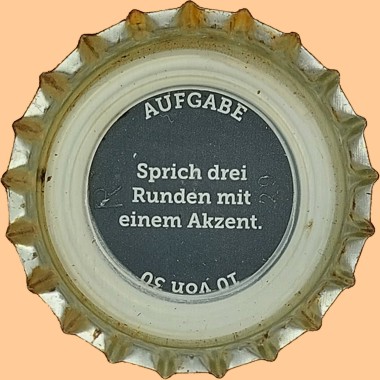 AUFGABE
Sprich drei
Runden mit
einem Akzent.
10 von 30